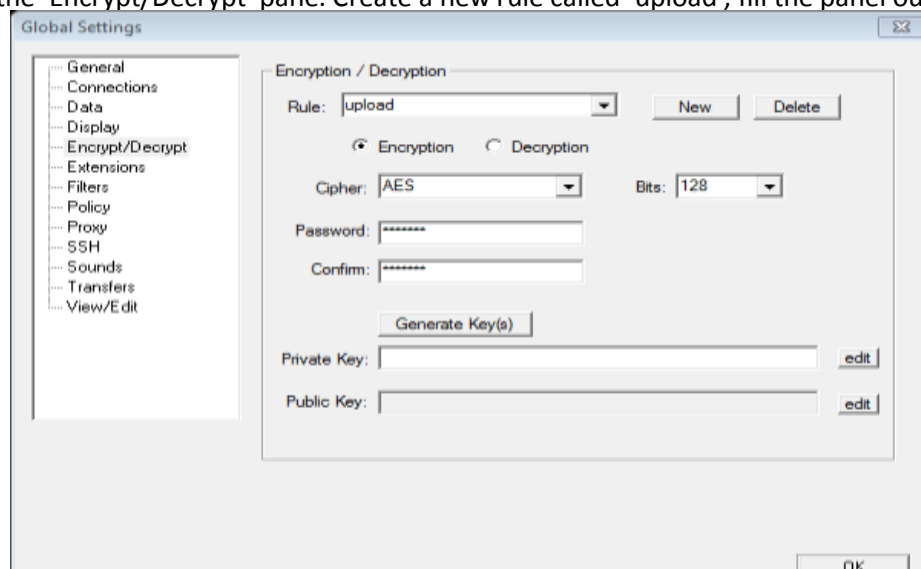 the 'Encrypt/Decrypt' pane. Create a new rule called 'upload', fill the panel ou
Global Settings
General
Connections
Data
Display
Encrypt/Decrypt
Extensions
Filters
Policy
Proxy
SSH
Sounds
Transfers
View/Edit
Encryption / Decryption
Rule: upload New Delete
Encryption Decryption
Cipher: AES Bits: 128
Password: *******
Confirm: *******
Generate Key(s)
Private Key: edit
Public Key: edit
OK